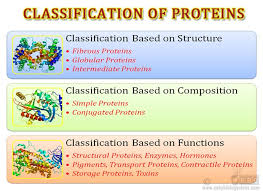 CLASSIFICATION OF PROTEINS
Classification Based on Structure
• Fibrous Proteins
• Globular Proteins
• Intermediate Proteins
Classification Based on Composition
• Simple Proteins
• Conjugated Proteins
Classification Based on Functions
• Structural Proteins, Enzymes, Hormones
• Pigments, Transport Proteins, Contractile Proteins
• Storage Proteins, Toxins